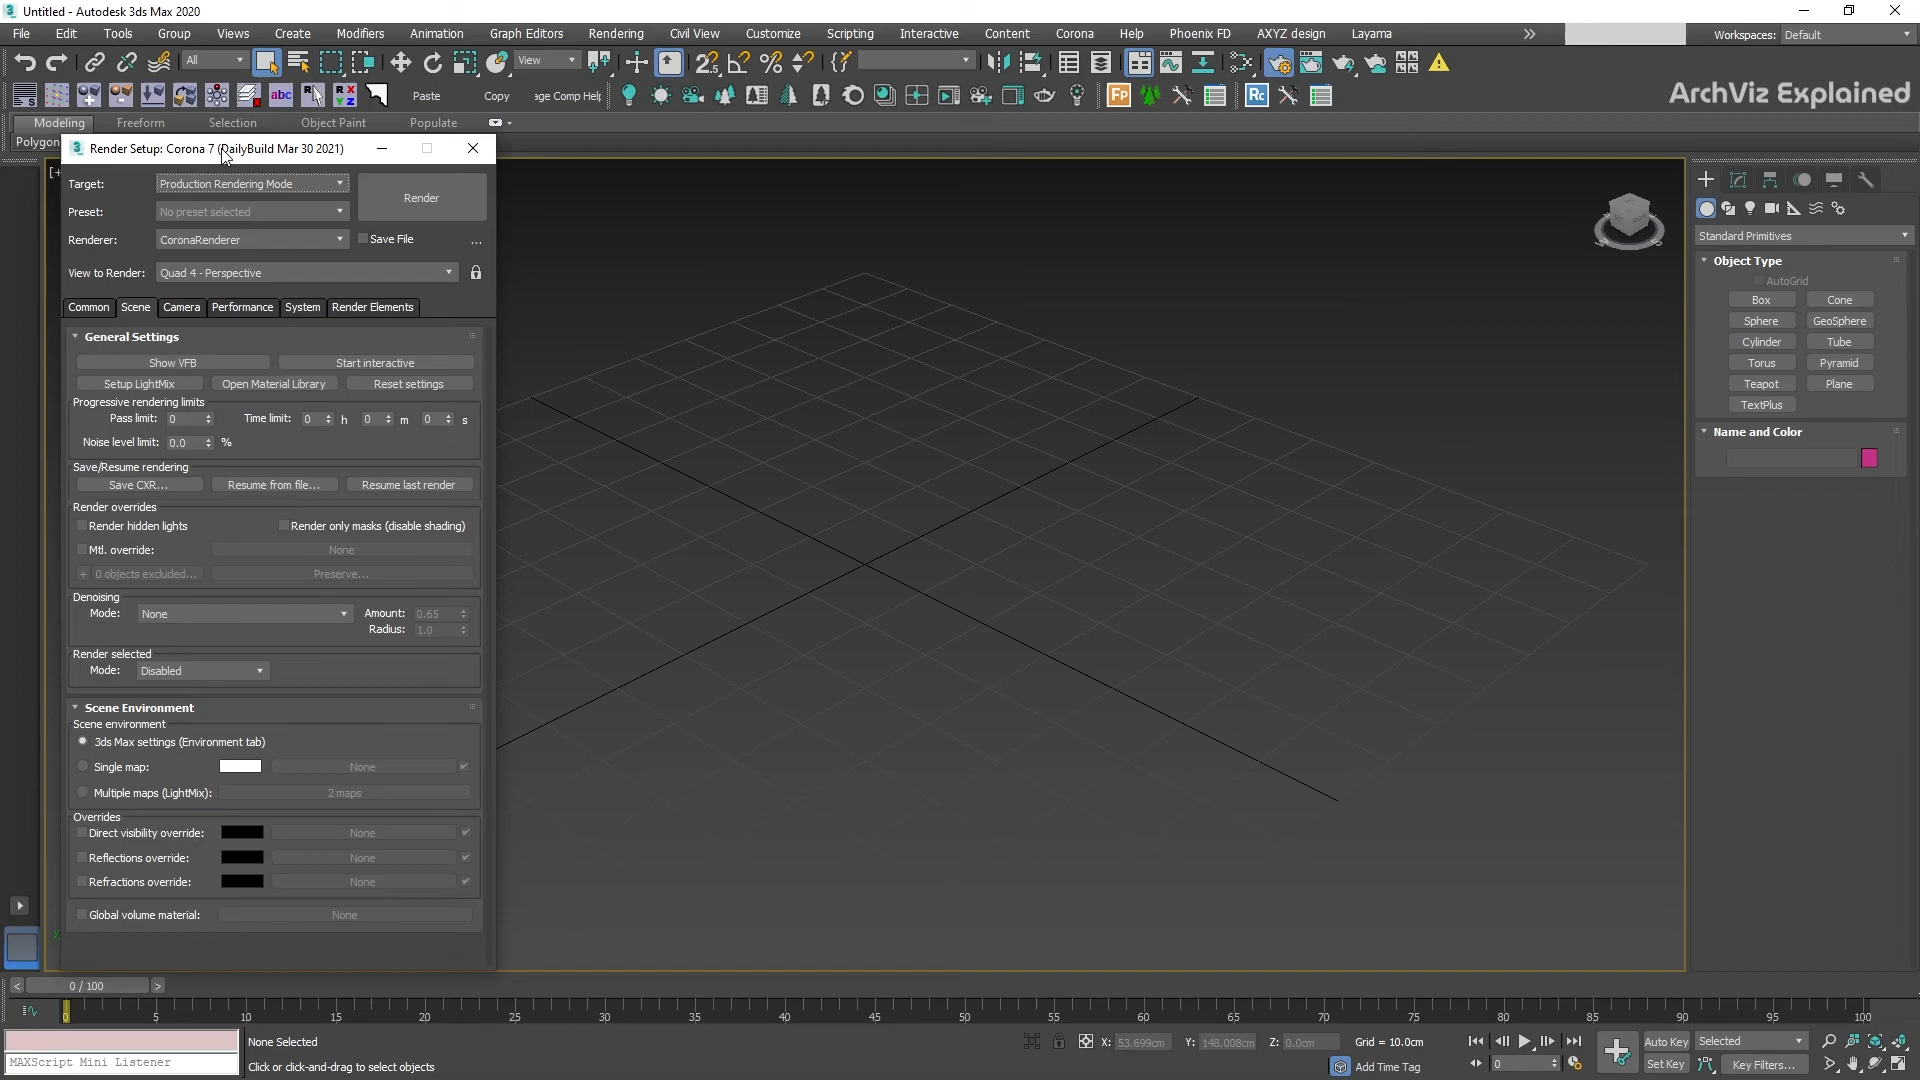 Untitled - Autodesk 3ds Max 2020
File Edit Tools Group Views Create Modifiers Animation Graph Editors Rendering Civil View Customize Scripting Interactive Content Corona Help Phoenix FD AXYZ design Layama Workspaces: Default
All View
abc Paste Copy age Comp Help Fp Rc ArchViz Explained
Modeling Freeform Selection Object Paint Populate
Polygon
Render Setup: Corona 7 (DailyBuild Mar 30 2021)
Target: Production Rendering Mode Render
Preset: No preset selected
Renderer: CoronaRenderer Save File ...
View to Render: Quad 4 - Perspective
Common Scene Camera Performance System Render Elements
General Settings
Show VFB Start interactive
Setup LightMix Open Material Library Reset settings
Progressive rendering limits
Pass limit: 0 Time limit: 0 h 0 m 0 s
Noise level limit: 0.0 %
Save/Resume rendering
Save CXR... Resume from file... Resume last render
Render overrides
Render hidden lights Render only masks (disable shading)
Mtl. override: None
+ 0 objects excluded... Preserve...
Denoising
Mode: None Amount: 0.65
Radius: 1.0
Render selected
Mode: Disabled
Scene Environment
Scene environment
3ds Max settings (Environment tab)
Single map: None
Multiple maps (LightMix): 2 maps
Overrides
Direct visibility override: None
Reflections override: None
Refractions override: None
Global volume material: None
Standard Primitives
Object Type
AutoGrid
Box Cone
Sphere GeoSphere
Cylinder Tube
Torus Pyramid
Teapot Plane
TextPlus
Name and Color
< 0 / 100 >
0 5 10 15 20 25 30 35 40 45 50 55 60 65 70 75 80 85 90 95 100
None Selected X: 53.699cm Y: 148.008cm Z: 0.0cm Grid = 10.0cm Auto Key Selected
MAXScript Mini Listener Click or click-and-drag to select objects Add Time Tag 0 Set Key Key Filters...